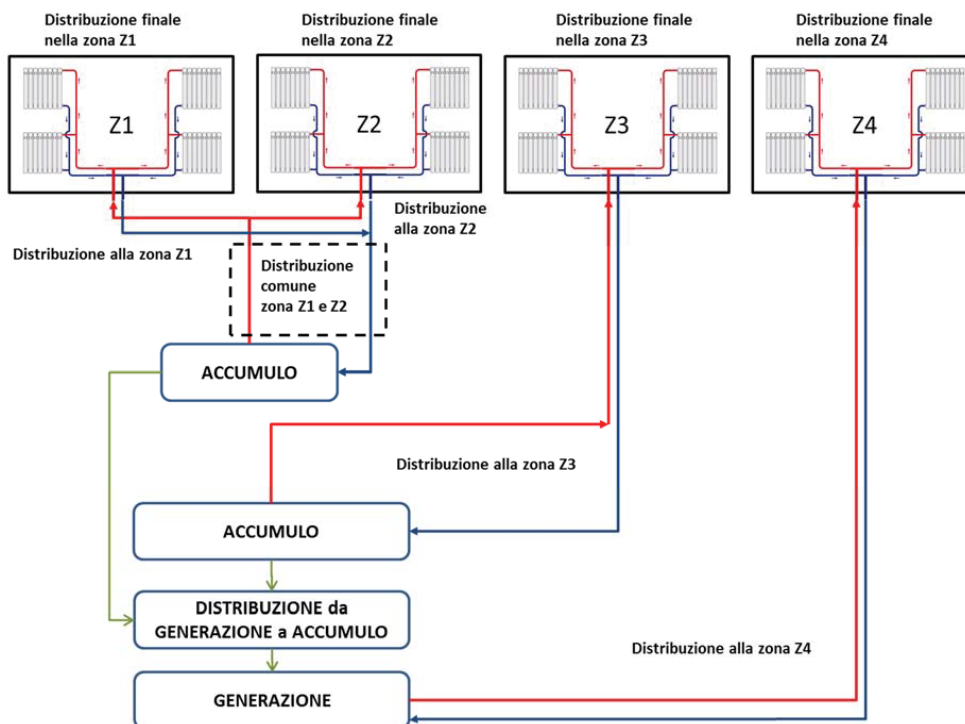 Distribuzione finale
nella zona Z1
Distribuzione finale
nella zona Z2
Distribuzione finale
nella zona Z3
Distribuzione finale
nella zona Z4
Z1
Z2
Z3
Z4
Distribuzione
alla zona Z2
Distribuzione alla zona Z1
Distribuzione
comune
zona Z1 e Z2
ACCUMULO
Distribuzione alla zona Z3
ACCUMULO
DISTRIBUZIONE da
GENERAZIONE a ACCUMULO
Distribuzione alla zona Z4
GENERAZIONE